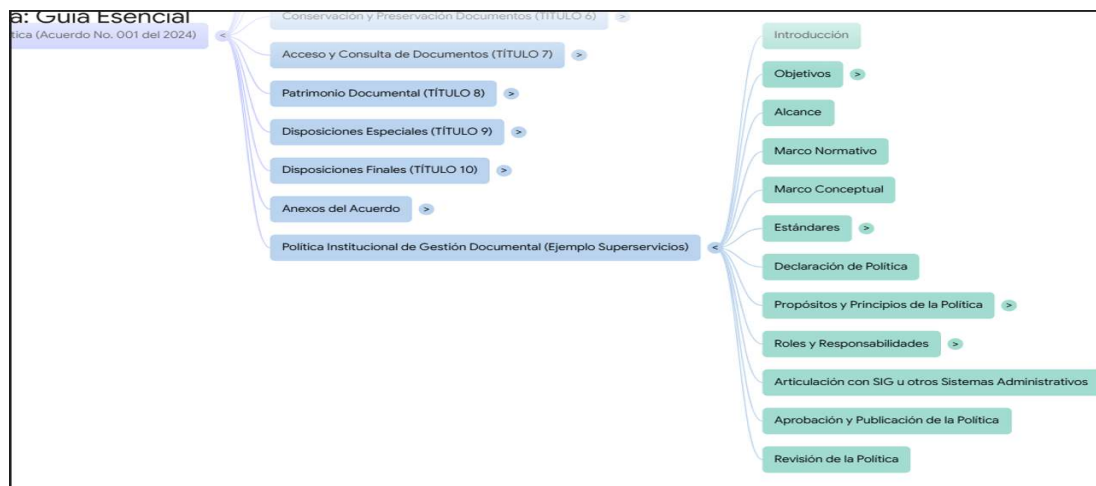 a: Guía Esencial
tica (Acuerdo No. 001 del 2024)
<
Conservación y Preservación Documentos (TÍTULO 6)
>
Acceso y Consulta de Documentos (TÍTULO 7)
>
Patrimonio Documental (TÍTULO 8)
>
Disposiciones Especiales (TÍTULO 9)
>
Disposiciones Finales (TÍTULO 10)
>
Anexos del Acuerdo
>
Política Institucional de Gestión Documental (Ejemplo Superservicios)
<
Introducción
Objetivos
>
Alcance
Marco Normativo
Marco Conceptual
Estándares
>
Declaración de Política
Propósitos y Principios de la Política
>
Roles y Responsabilidades
>
Articulación con SIG u otros Sistemas Administrativos
Aprobación y Publicación de la Política
Revisión de la Política